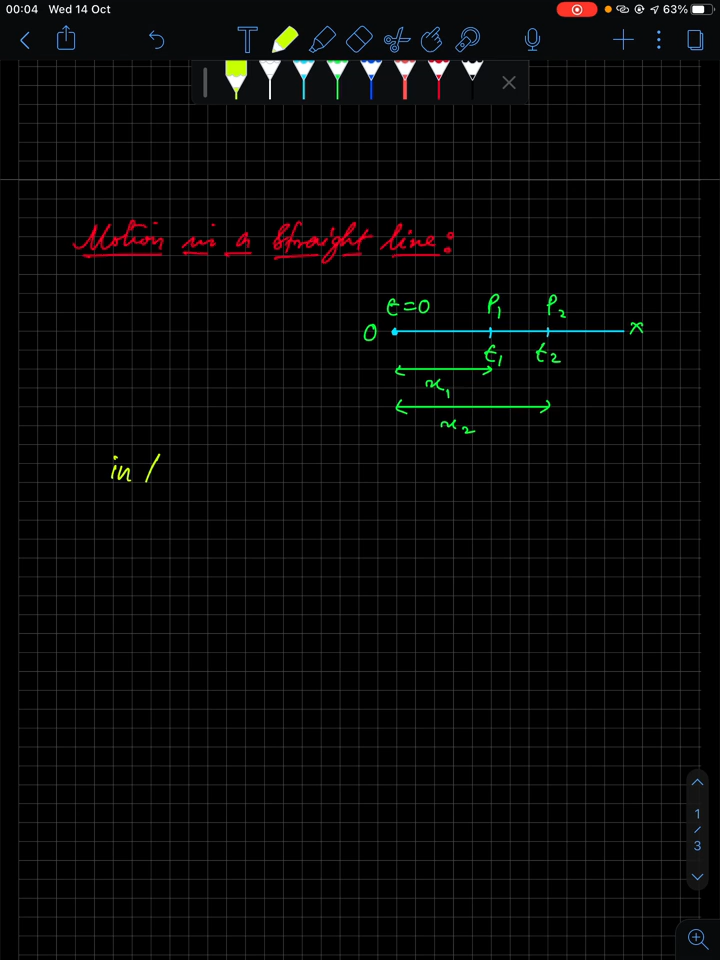 00:04 Wed 14 Oct 63%
T
Motion in a straight line:
t=0 P₁ P₂
O x
t₁ t₂
x₁
x₂
in
1
/
3